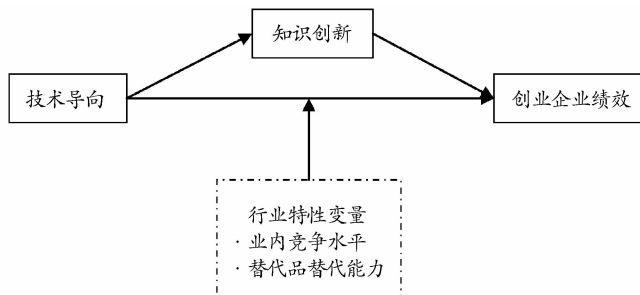 知识创新
技术导向
创业企业绩效
行业特性变量
· 业内竞争水平
· 替代品替代能力